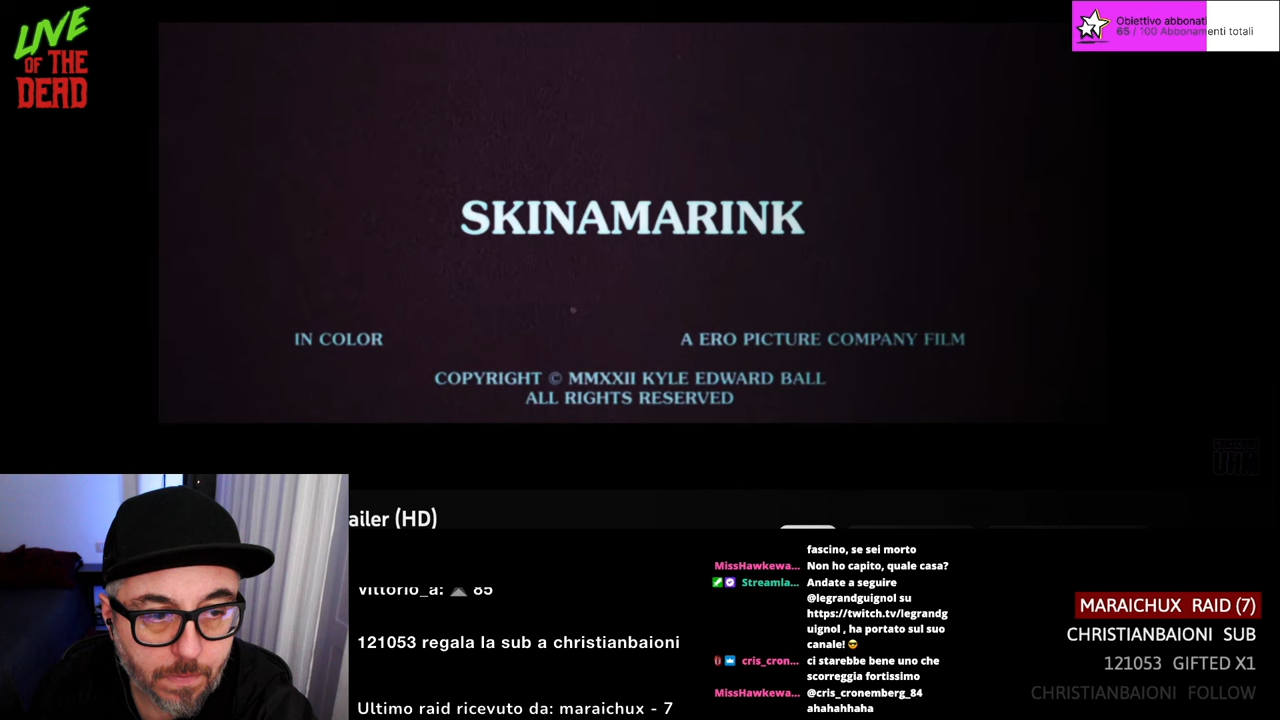 LIVE
OF THE
DEAD
Obiettivo abbonati
65 / 100 Abbonamenti totali
SKINAMARINK
IN COLOR
A ERO PICTURE COMPANY FILM
COPYRIGHT © MMXXII KYLE EDWARD BALL
ALL RIGHTS RESERVED
UHM
ailer (HD)
vittorio_a: 85
121053 regala la sub a christianbaioni
Ultimo raid ricevuto da: maraichux - 7
fascino, se sei morto
MissHawkewa... Non ho capito, quale casa?
Streamla... Andate a seguire
@legrandguignol su
https://twitch.tv/legrandg
uignol , ha portato sul suo
canale! 😎
cris_cron... ci starebbe bene uno che
scorreggia fortissimo
MissHawkewa... @cris_cronemberg_84
ahahahhaha
MARAICHUX RAID (7)
CHRISTIANBAIONI SUB
121053 GIFTED X1
CHRISTIANBAIONI FOLLOW